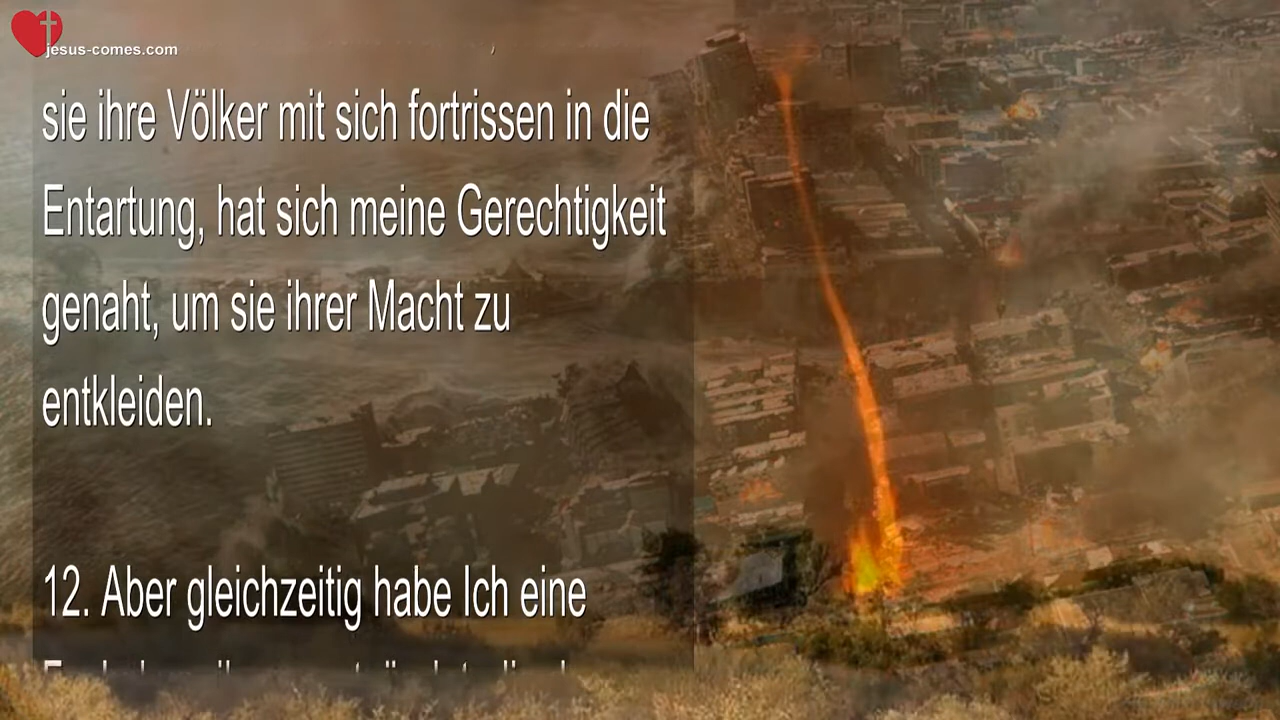 jesus-comes.com
sie ihre Völker mit sich fortrissen in die
Entartung, hat sich meine Gerechtigkeit
genaht, um sie ihrer Macht zu
entkleiden.
12. Aber gleichzeitig habe Ich eine